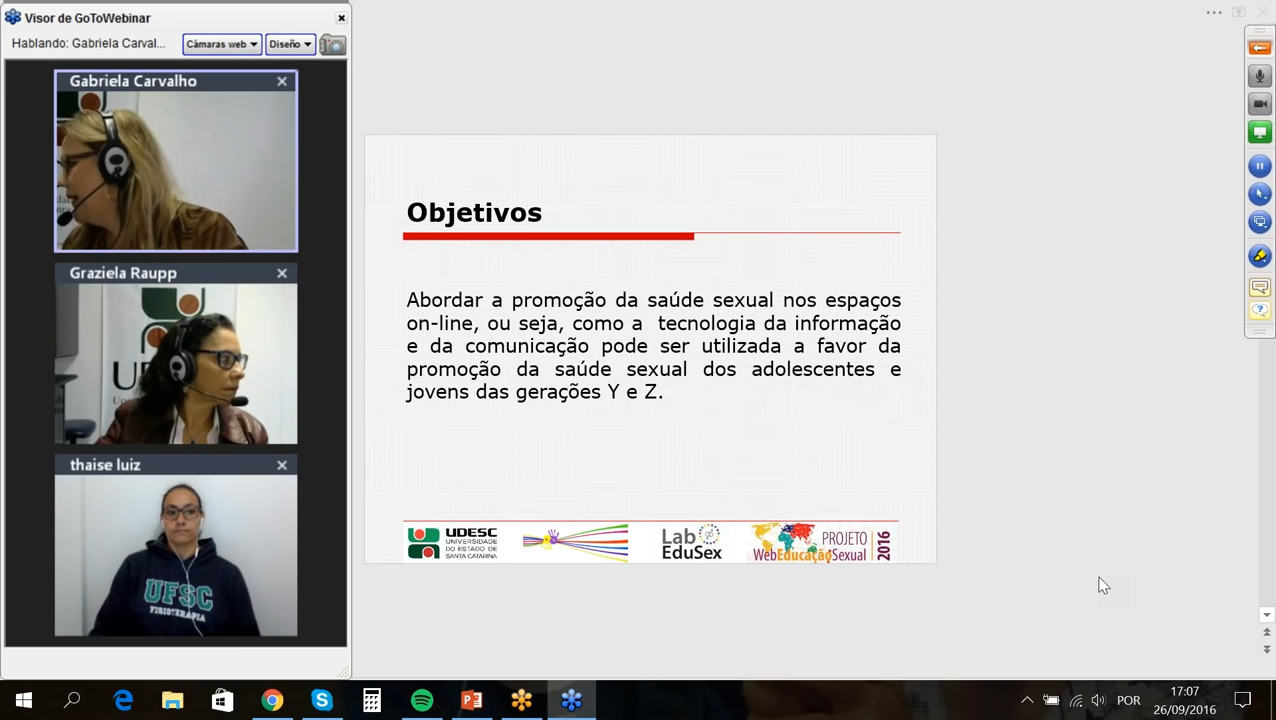 Visor de GoToWebinar
Hablando: Gabriela Carval...
Cámaras web
Diseño
Gabriela Carvalho
Graziela Raupp
thaise luiz
UFSC
FISIOTERAPIA
Objetivos
Abordar a promoção da saúde sexual nos espaços
on-line, ou seja, como a tecnologia da informação
e da comunicação pode ser utilizada a favor da
promoção da saúde sexual dos adolescentes e
jovens das gerações Y e Z.
UDESC
UNIVERSIDADE
DO ESTADO DE
SANTA CATARINA
Lab
EduSex
PROJETO
WebEducaçãoSexual
2016
POR
17:07
26/09/2016